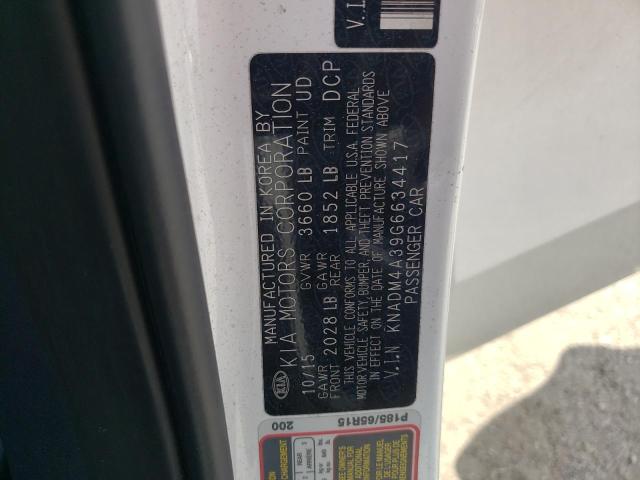 V.I.
MANUFACTURED IN KOREA BY
KIA
KIA MOTORS CORPORATION
10/15 GVWR 3660 LB PAINT UD
GAWR FRONT 2028 LB GAWR REAR 1852 LB TRIM DCP
THIS VEHICLE CONFORMS TO ALL APPLICABLE U.S.A. FEDERAL
MOTOR VEHICLE SAFETY, BUMPER, AND THEFT PREVENTION STANDARDS
IN EFFECT ON THE DATE OF MANUFACTURE SHOWN ABOVE
V.I.N KNADM4A39G6634417
PASSENGER CAR
P185/65R15
200